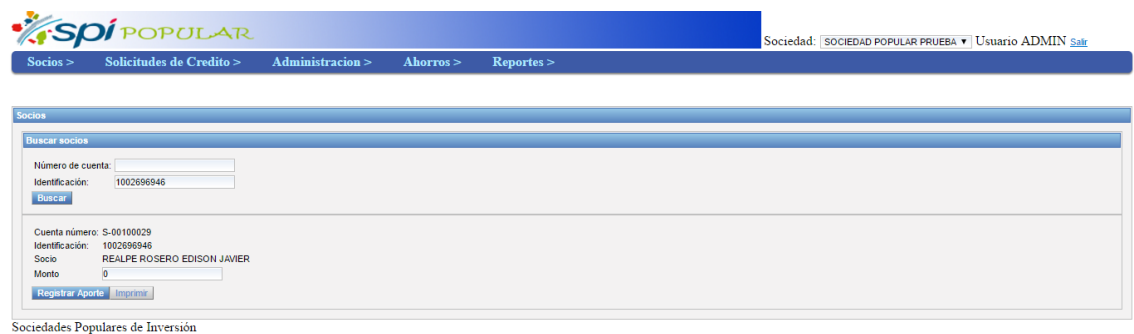 spi POPULAR
Sociedad: SOCIEDAD POPULAR PRUEBA Usuario ADMIN Salir
Socios > Solicitudes de Credito > Administracion > Ahorros > Reportes >
Socios
Buscar socios
Número de cuenta:
Identificación: 1002696946
Buscar
Cuenta número: S-00100029
Identificación: 1002696946
Socio REALPE ROSERO EDISON JAVIER
Monto 0
Registrar Aporte Imprimir
Sociedades Populares de Inversión